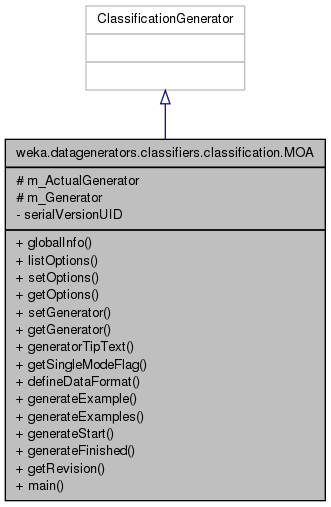 ClassificationGenerator
weka.datagenerators.classifiers.classification.MOA
# m_ActualGenerator
# m_Generator
- serialVersionUID
+ globalInfo()
+ listOptions()
+ setOptions()
+ getOptions()
+ setGenerator()
+ getGenerator()
+ generatorTipText()
+ getSingleModeFlag()
+ defineDataFormat()
+ generateExample()
+ generateExamples()
+ generateStart()
+ generateFinished()
+ getRevision()
+ main()